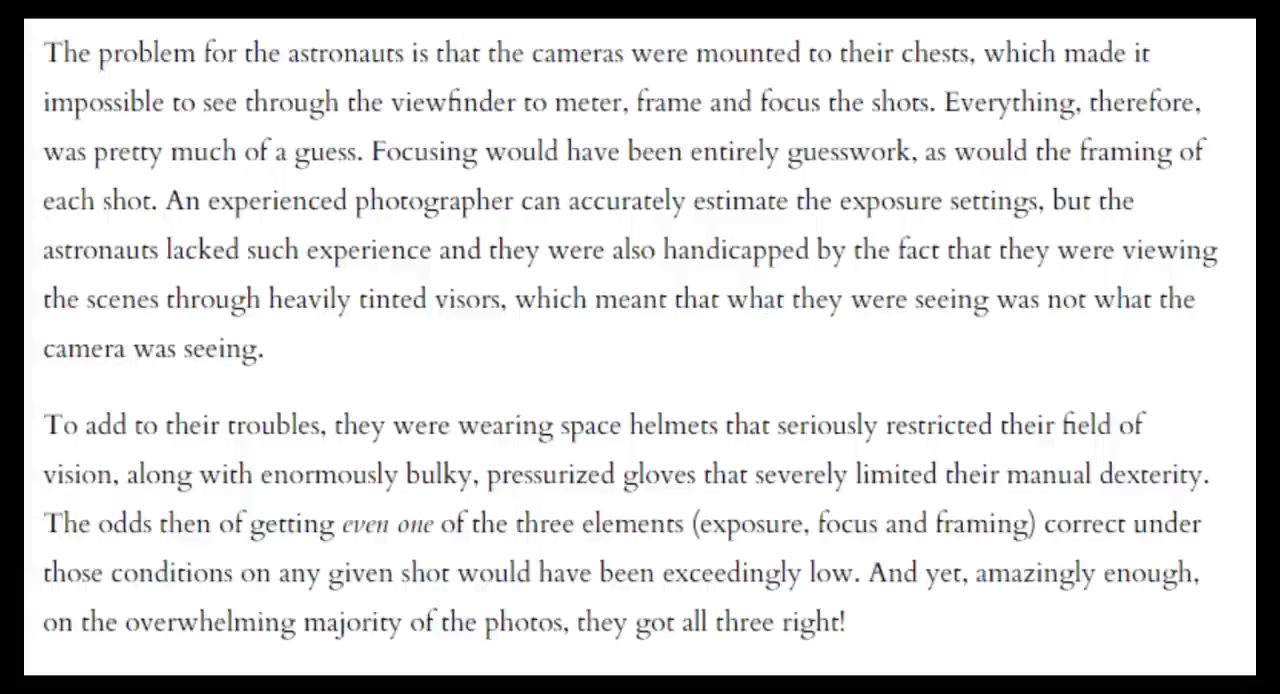 The problem for the astronauts is that the cameras were mounted to their chests, which made it
impossible to see through the viewfinder to meter, frame and focus the shots. Everything, therefore,
was pretty much of a guess. Focusing would have been entirely guesswork, as would the framing of
each shot. An experienced photographer can accurately estimate the exposure settings, but the
astronauts lacked such experience and they were also handicapped by the fact that they were viewing
the scenes through heavily tinted visors, which meant that what they were seeing was not what the
camera was seeing.
To add to their troubles, they were wearing space helmets that seriously restricted their field of
vision, along with enormously bulky, pressurized gloves that severely limited their manual dexterity.
The odds then of getting even one of the three elements (exposure, focus and framing) correct under
those conditions on any given shot would have been exceedingly low. And yet, amazingly enough,
on the overwhelming majority of the photos, they got all three right!